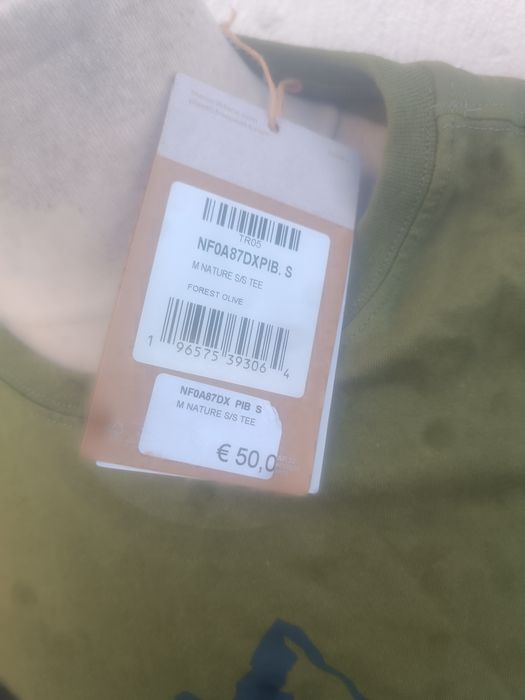 TR05
NF0A87DXPIB. S
M NATURE S/S TEE
FOREST OLIVE
1 96575 39306 4
NF0A87DX PIB S
M NATURE S/S TEE
€ 50,0